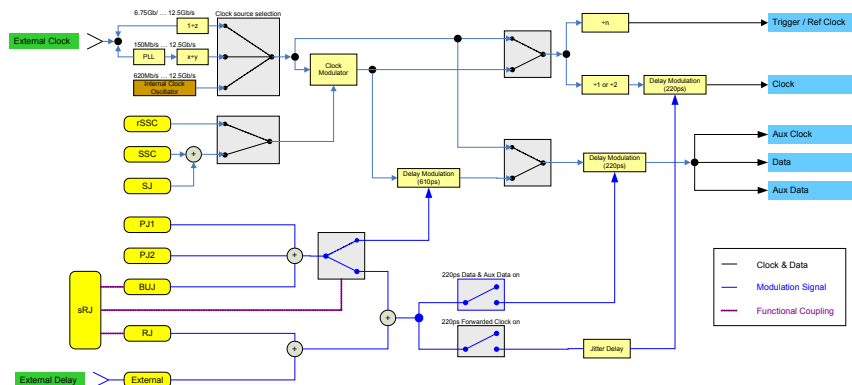 6.75Gb/ … 12.5Gb/s
Clock source selection
÷n
Trigger / Ref Clock
1÷z
External Clock
150Mb/s … 12.5Gb/s
PLL
x÷y
Clock
Modulator
620Mb/s … 12.5Gb/s
Internal Clock
Oscillator
÷1 or ÷2
Delay Modulation
(220ps)
Clock
rSSC
SSC
+
SJ
Aux Clock
Delay Modulation
(220ps)
Data
Delay Modulation
(610ps)
Aux Data
PJ1
PJ2
+
BUJ
sRJ
220ps Data & Aux Data on
Clock & Data
Modulation Signal
Functional Coupling
+
220ps Forwarded Clock on
RJ
+
Jitter Delay
External Delay
External